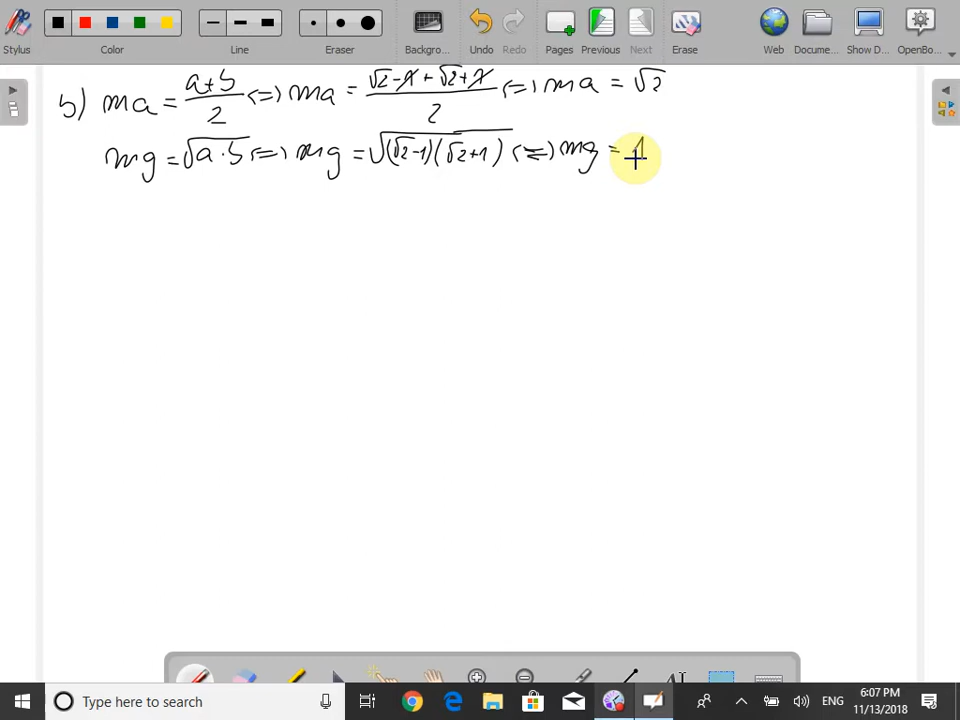 Stylus Color Line Eraser Backgro... Undo Redo Pages Previous Next Erase Web Docume... Show D... OpenBo...
b) ma = a+b/2 <=> ma = √2-1+√2+1/2 <=> ma = √2
mg = √a·b <=> mg = √(√2-1)(√2+1) <=> mg = 1
Type here to search
ENG
6:07 PM
11/13/2018